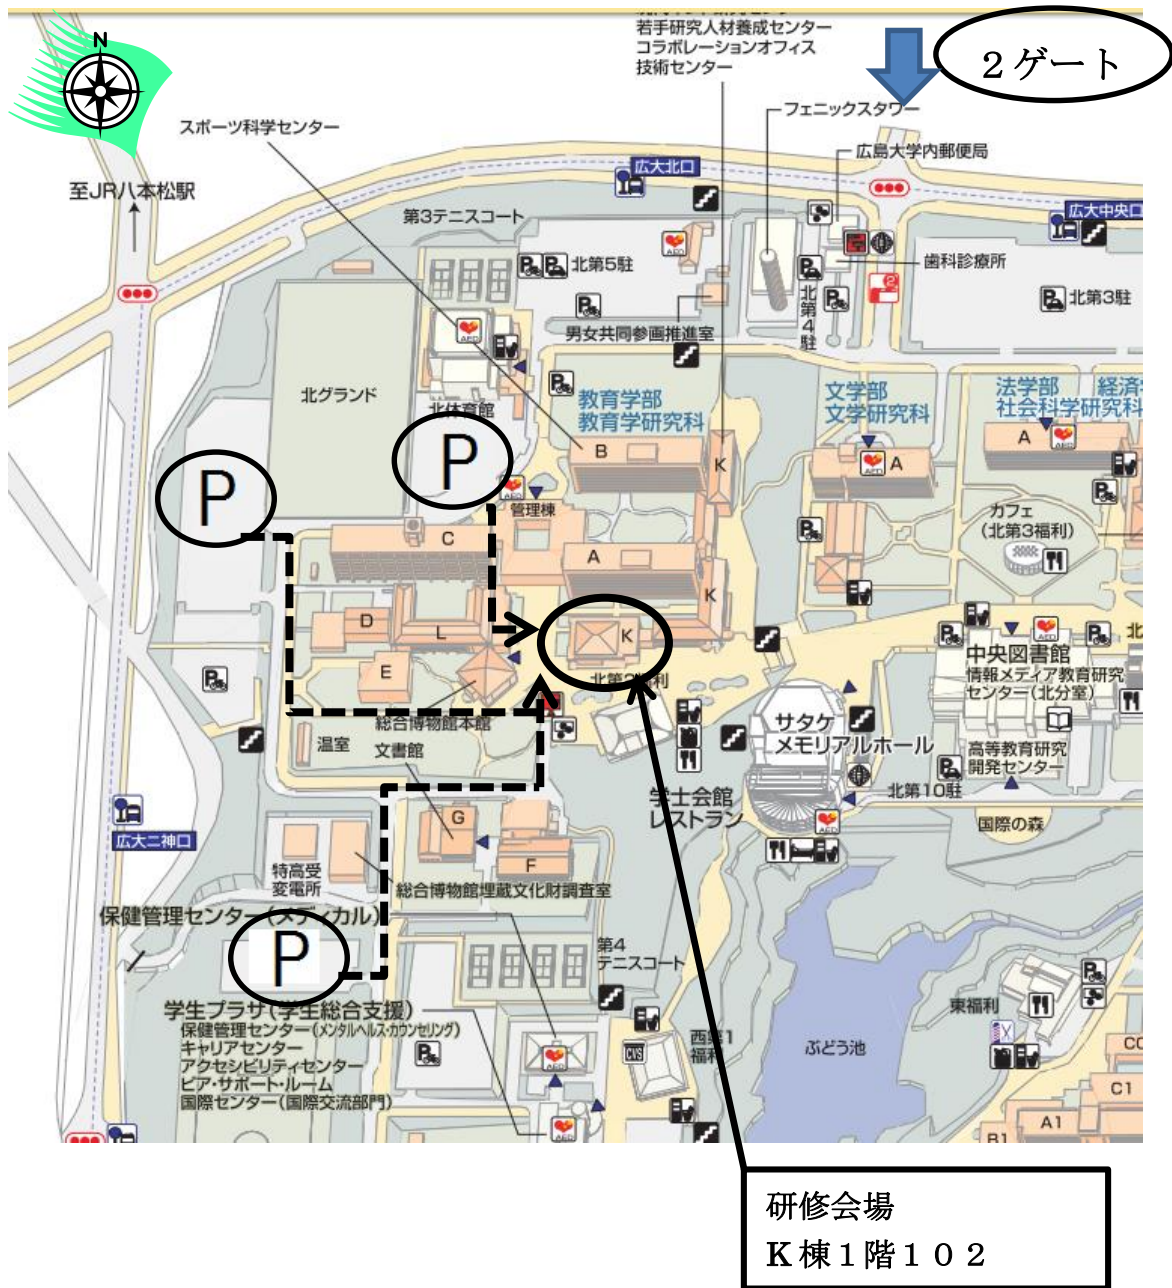 N
若手研究人材養成センター
コラボレーションオフィス
技術センター
2ゲート
フェニックスタワー
スポーツ科学センター
広島大学内郵便局
広大北口
至JR八本松駅
第3テニスコート
広大中央口
北第5駐
歯科診療所
2
北第3駐
北第4駐
男女共同参画推進室
AED
AED
北グランド
北体育館
教育学部
教育学研究科
文学部
文学研究科
法学部
社会科学研究科
B
K
A
AED
A
AED
P
P
AED
管理棟
カフェ
(北第3福利)
C
A
K
D
L
K
E
中央図書館
情報メディア教育研究
センター(北分室)
AED
総合博物館本館
文書館
温室
サタケ
メモリアルホール
高等教育研究
開発センター
北第10駐
学士会館
レストラン
AED
国際の森
広大二神口
G
F
特高受
変電所
総合博物館埋蔵文化財調査室
保健管理センター(メディカル)
P
第4
テニスコート
学生プラザ(学生総合支援)
保健管理センター(メンタルヘルス・カウンセリング)
キャリアセンター
アクセシビリティセンター
ピア・サポート・ルーム
国際センター(国際交流部門)
AED
AED
CVS
西第1
福利
東福利
ぶどう池
C1
A1
B1
研修会場
K棟1階102